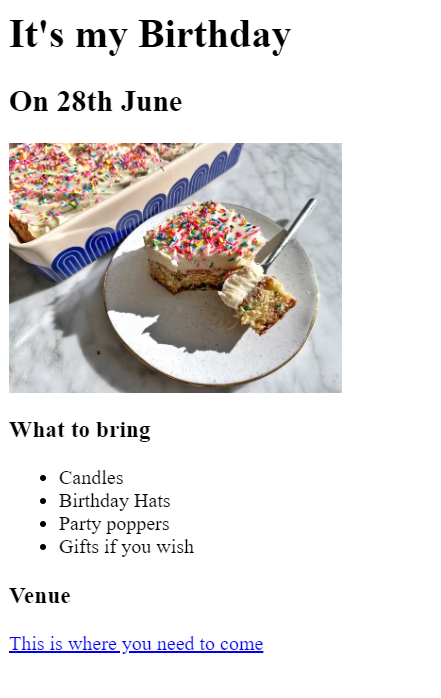 It's my Birthday
On 28th June
What to bring
Candles
Birthday Hats
Party poppers
Gifts if you wish
Venue
This is where you need to come